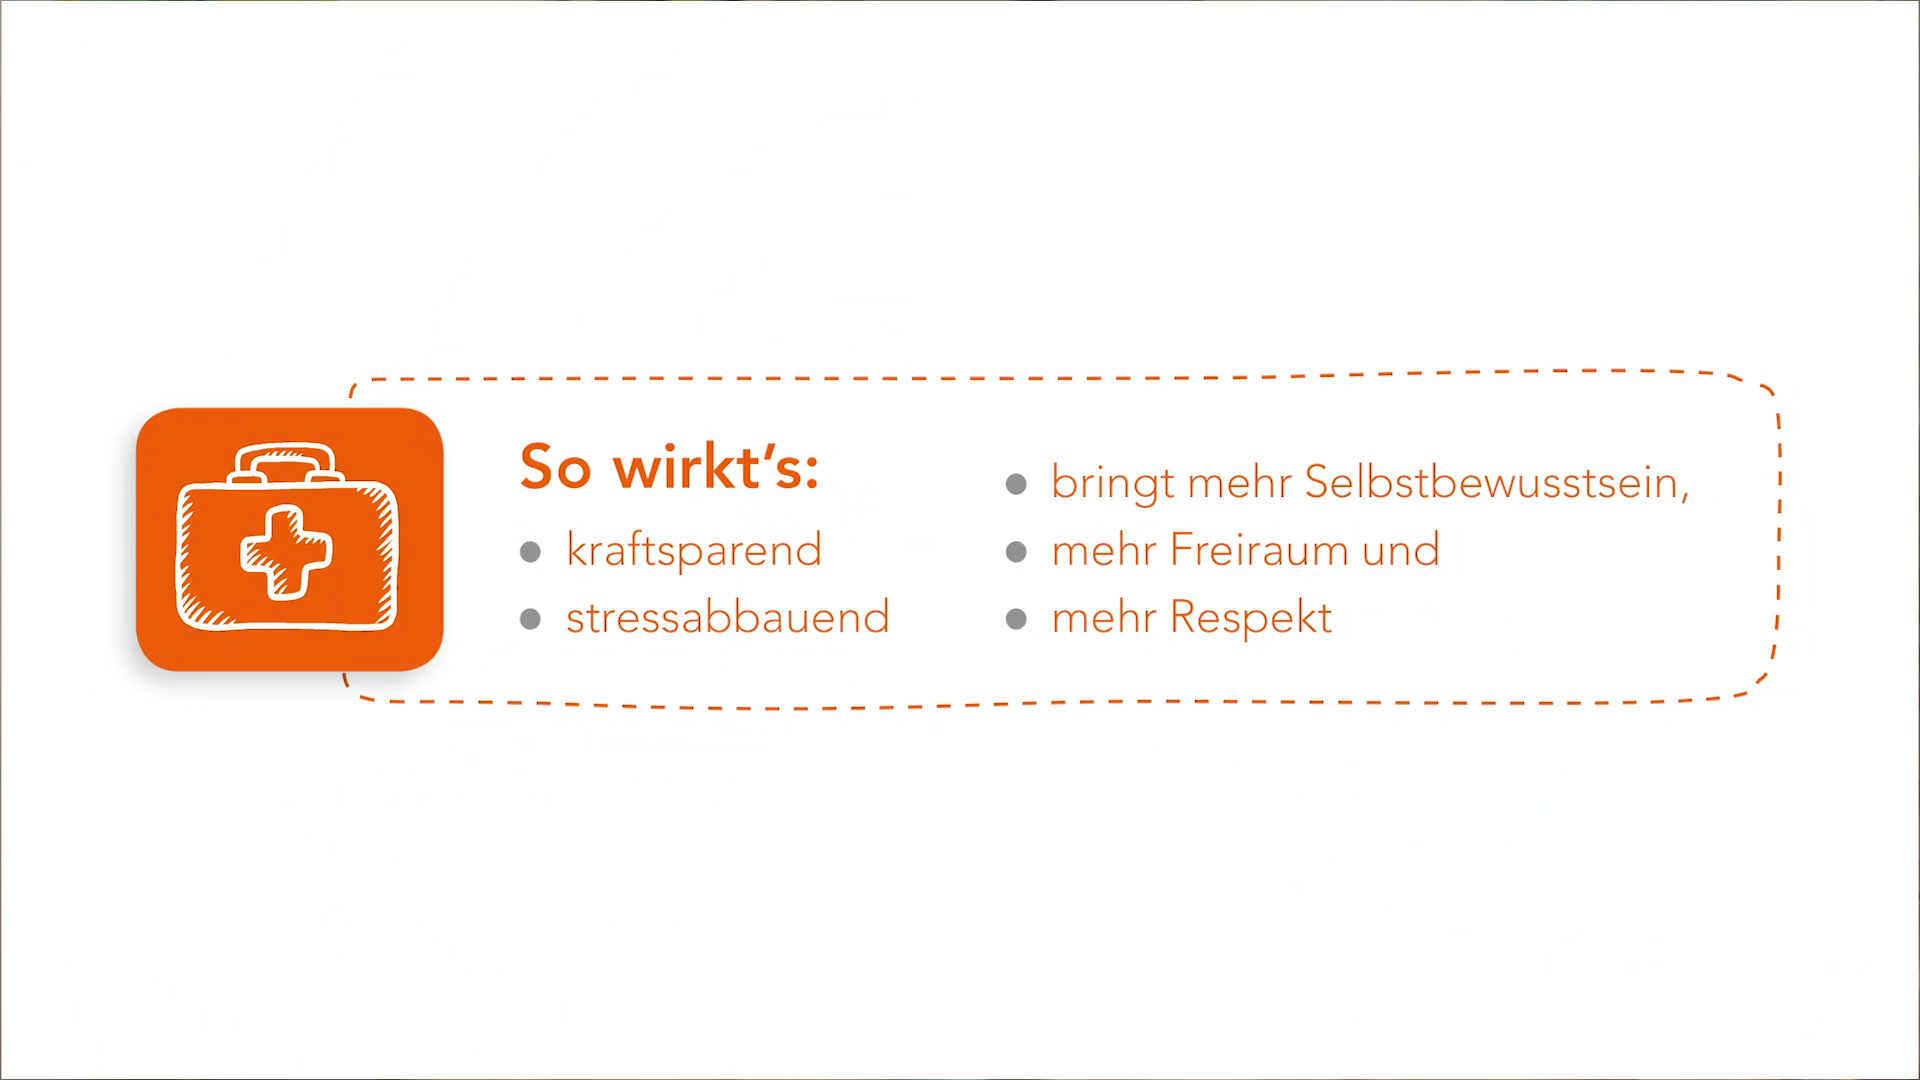 So wirkt‘s:
kraftsparend
stressabbauend
bringt mehr Selbstbewusstsein,
mehr Freiraum und
mehr Respekt